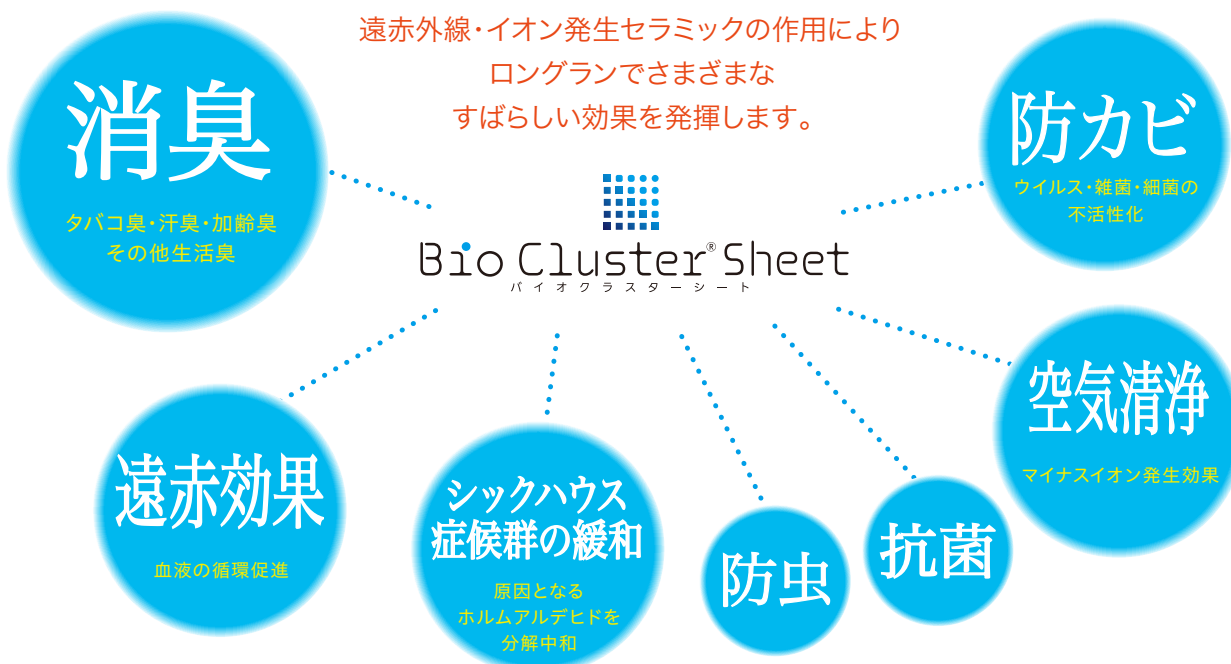 遠赤外線・イオン発生セラミックの作用により
ロングランでさまざまな
すばらしい効果を発揮します。
消臭
タバコ臭・汗臭・加齢臭
その他生活臭
防カビ
ウイルス・雑菌・細菌の
不活性化
Bio Cluster® Sheet
バイオクラスターシート
空気清浄
マイナスイオン発生効果
遠赤効果
血液の循環促進
シックハウス
症候群の緩和
原因となる
ホルムアルデヒドを
分解中和
防虫
抗菌